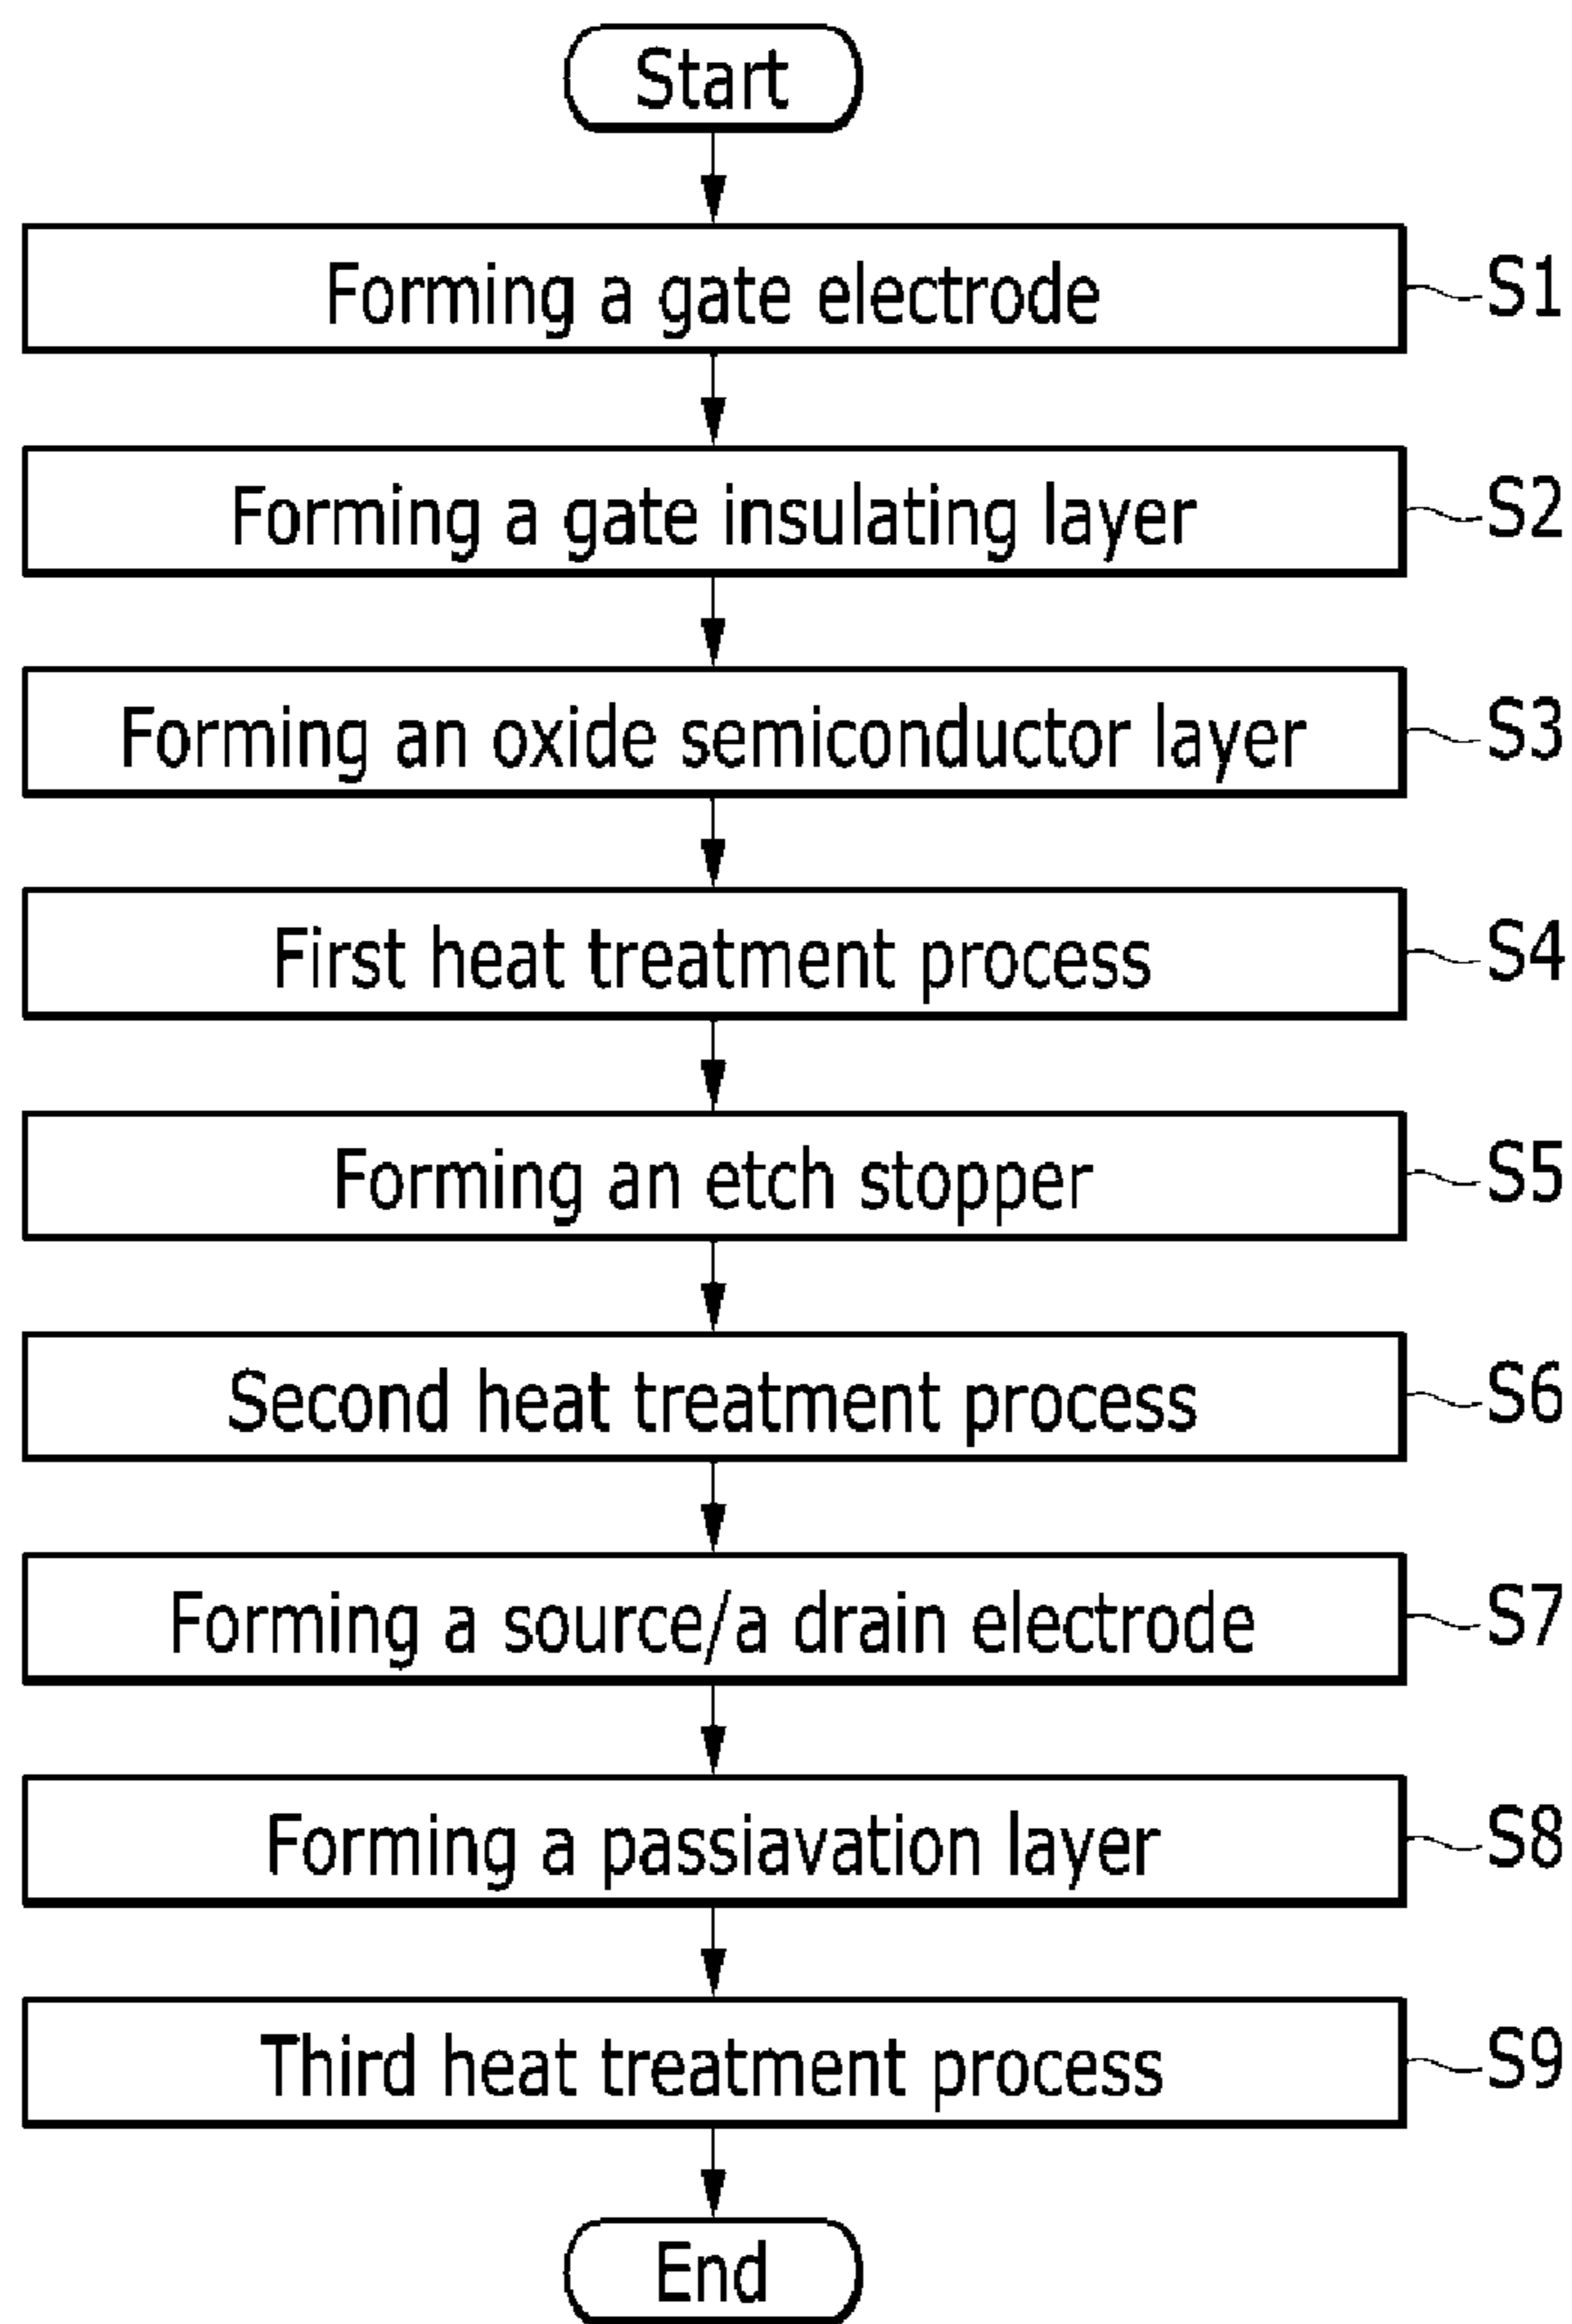 Start
Forming a gate electrode S1
Forming a gate insulating layer S2
Forming an oxide semiconductor layer S3
First heat treatment process S4
Forming an etch stopper S5
Second heat treatment process S6
Forming a source/a drain electrode S7
Forming a passiavation layer S8
Third heat treatment process S9
End